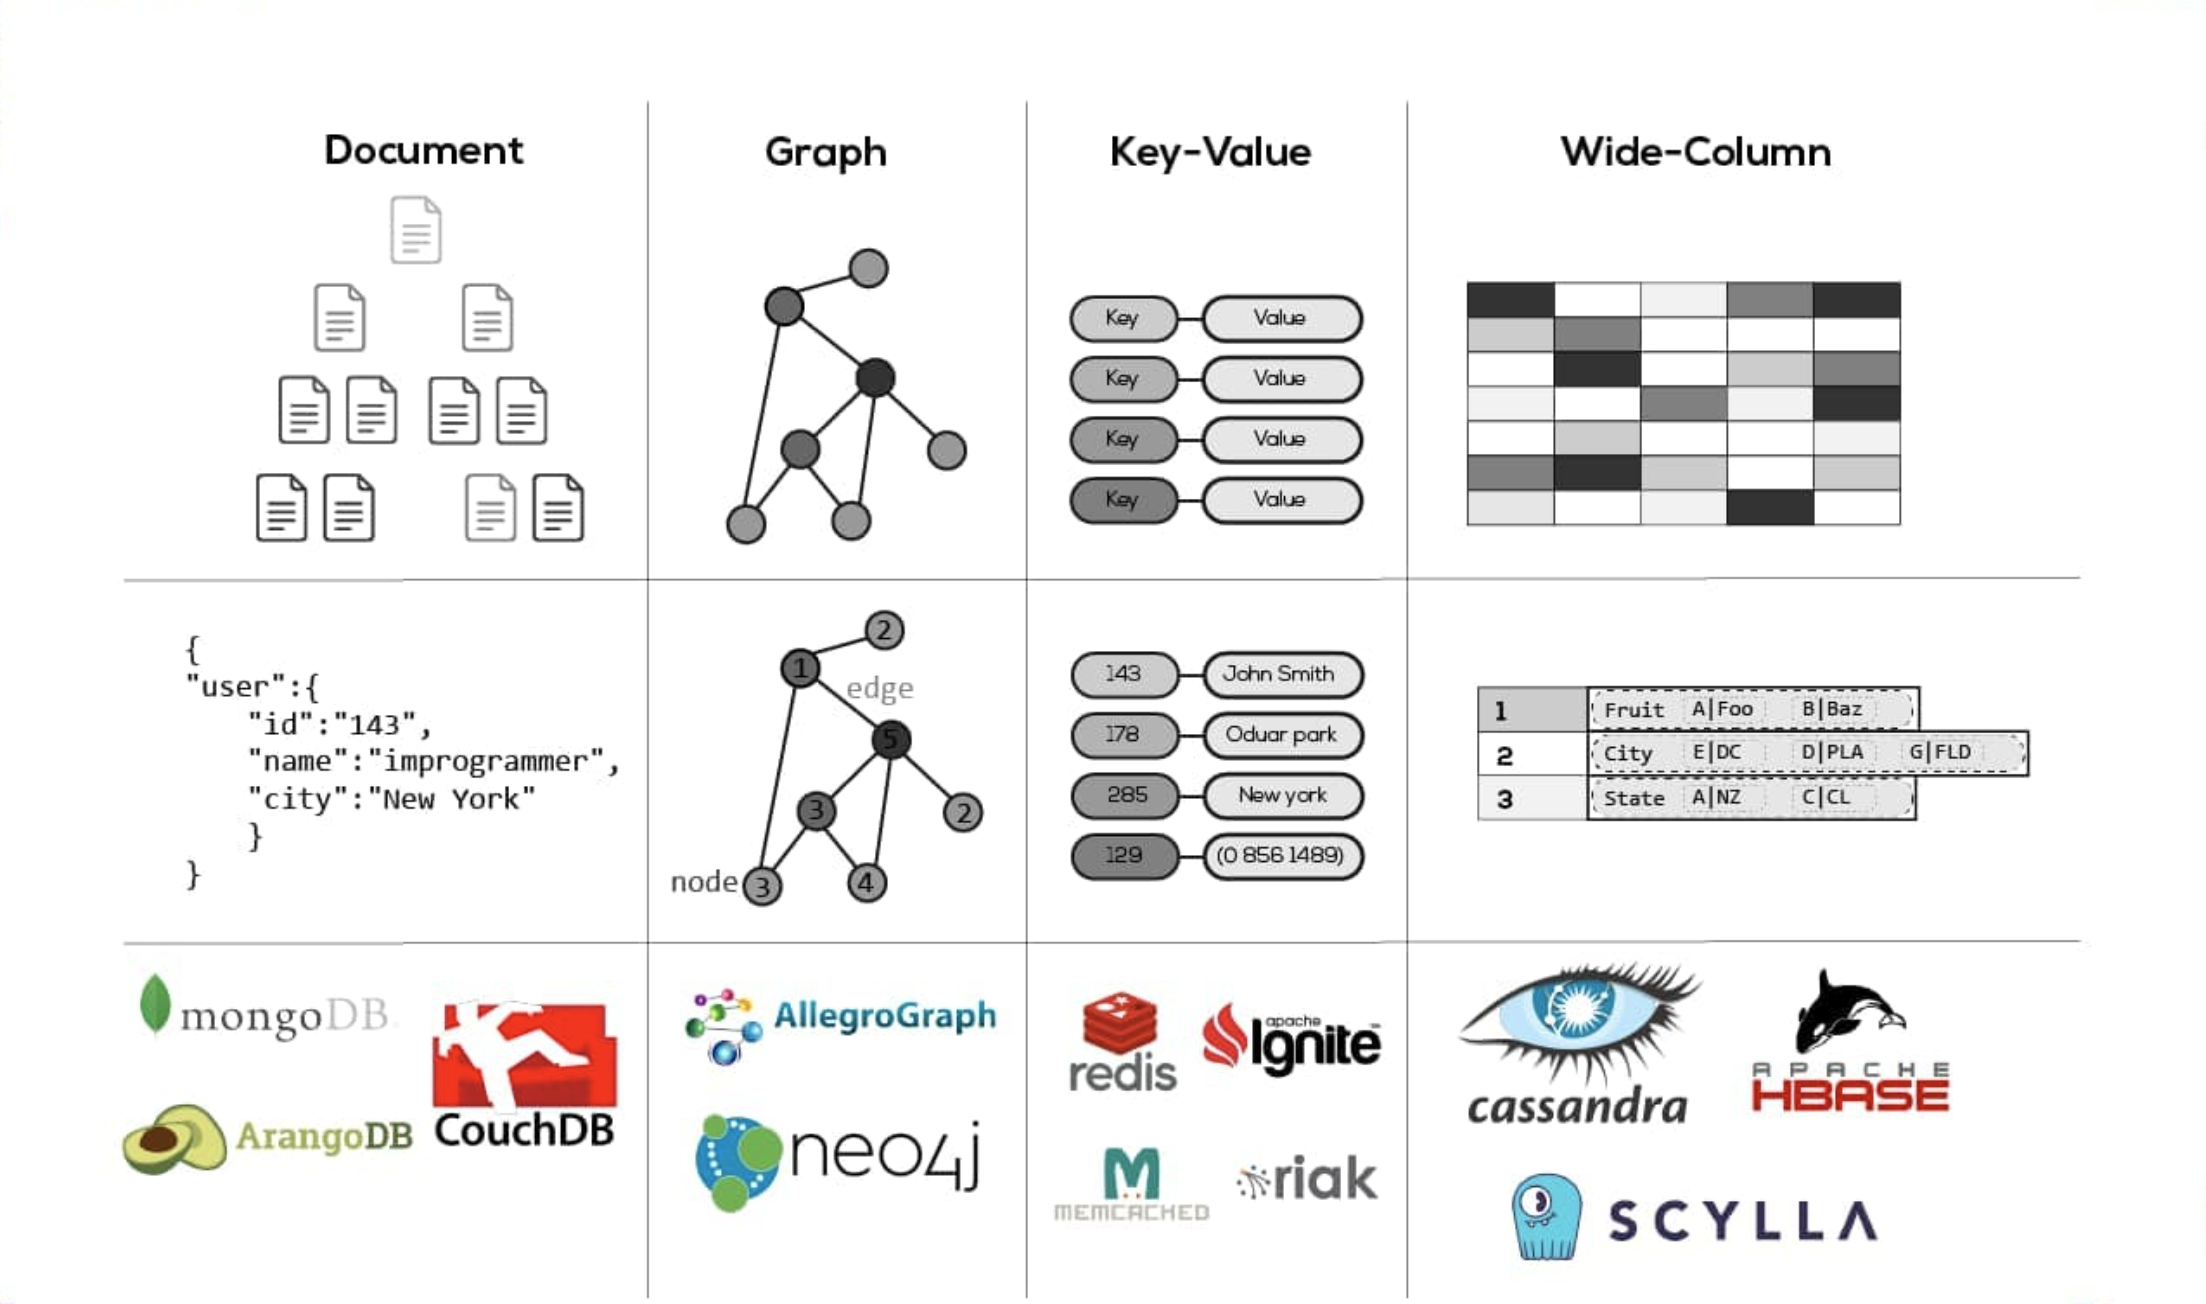 Document
Graph
Key-Value
Wide-Column
Key Value
Key Value
Key Value
Key Value
{
"user":{
"id":"143",
"name":"improgrammer",
"city":"New York"
}
}
2
1
edge
5
3
2
node 3
4
143 John Smith
178 Oduar park
285 New york
129 (0 856 1489)
1 Fruit A|Foo B|Baz
2 City E|DC D|PLA G|FLD
3 State A|NZ C|CL
mongoDB
CouchDB
ArangoDB
AllegroGraph
neo4j
redis
apache
Ignite
MEMCACHED
riak
cassandra
APACHE
HBASE
SCYLLA